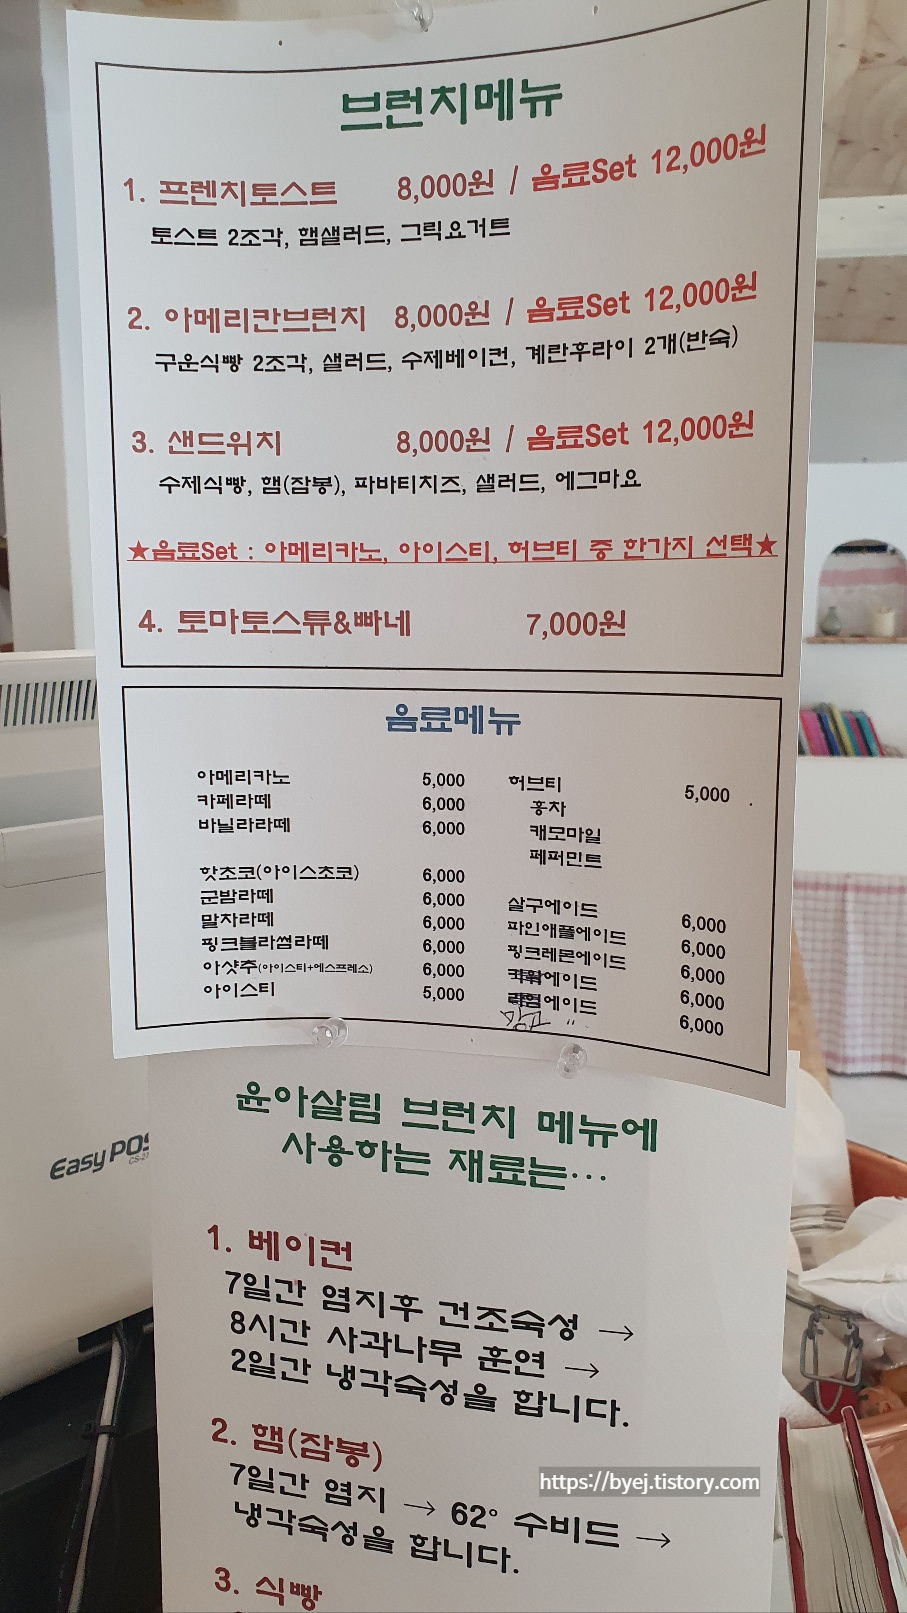 브런치메뉴
1. 프렌치토스트 8,000원 / 음료Set 12,000원
토스트 2조각, 햄샐러드, 그릭요거트
2. 아메리칸브런치 8,000원 / 음료Set 12,000원
구운식빵 2조각, 샐러드, 수제베이컨, 계란후라이 2개(반숙)
3. 샌드위치 8,000원 / 음료Set 12,000원
수제식빵, 햄(잠봉), 파바티치즈, 샐러드, 에그마요
★음료Set : 아메리카노, 아이스티, 허브티 중 한가지 선택★
4. 토마토스튜&빠네 7,000원
음료메뉴
아메리카노 5,000
카페라떼 6,000
바닐라라떼 6,000
핫초코(아이스초코) 6,000
군밤라떼 6,000
말차라떼 6,000
핑크블라썸라떼 6,000
아샷추(아이스티+에스프레소) 6,000
아이스티 5,000
허브티 5,000
홍차
캐모마일
페퍼민트
살구에이드 6,000
파인애플에이드 6,000
핑크레몬에이드 6,000
키위에이드 6,000
라임에이드 6,000
"
윤아살림 브런치 메뉴에
사용하는 재료는…
1. 베이컨
7일간 염지후 건조숙성 →
8시간 사과나무 훈연 →
2일간 냉각숙성을 합니다.
2. 햄(잠봉)
7일간 염지 → 62° 수비드 →
냉각숙성을 합니다.
3. 식빵
Easy POS
https://byej.tistory.com